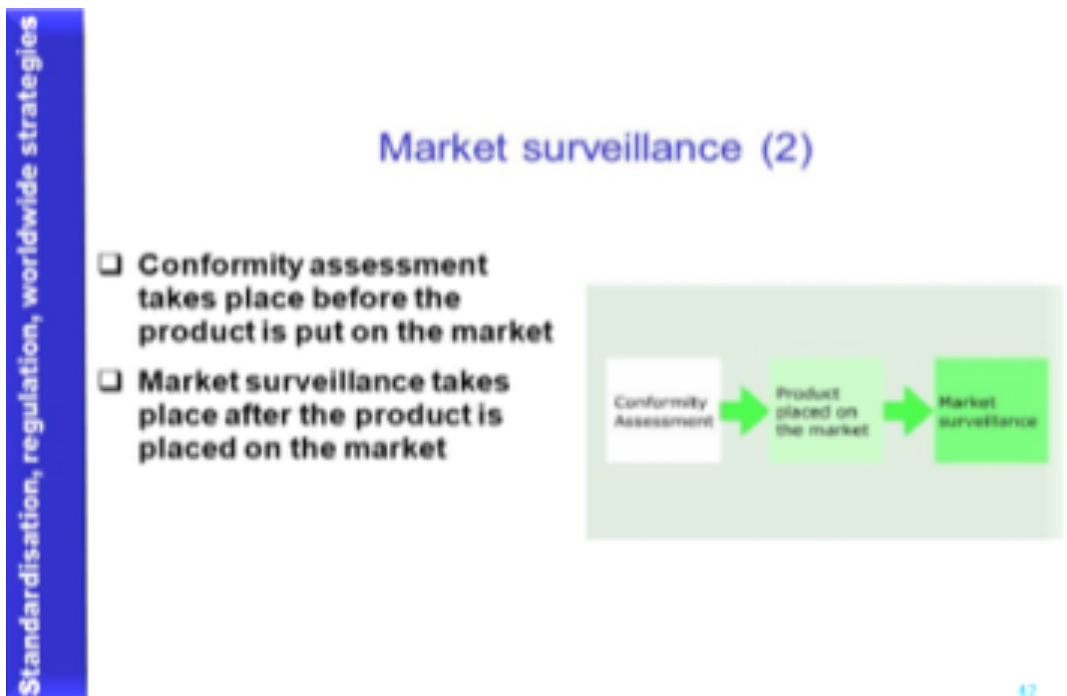 Standardisation, regulation, worldwide strategies
Market surveillance (2)
❑ Conformity assessment
takes place before the
product is put on the market
❑ Market surveillance takes
place after the product is
placed on the market
Conformity
Assessment
Product
placed on
the market
Market
surveillance
47